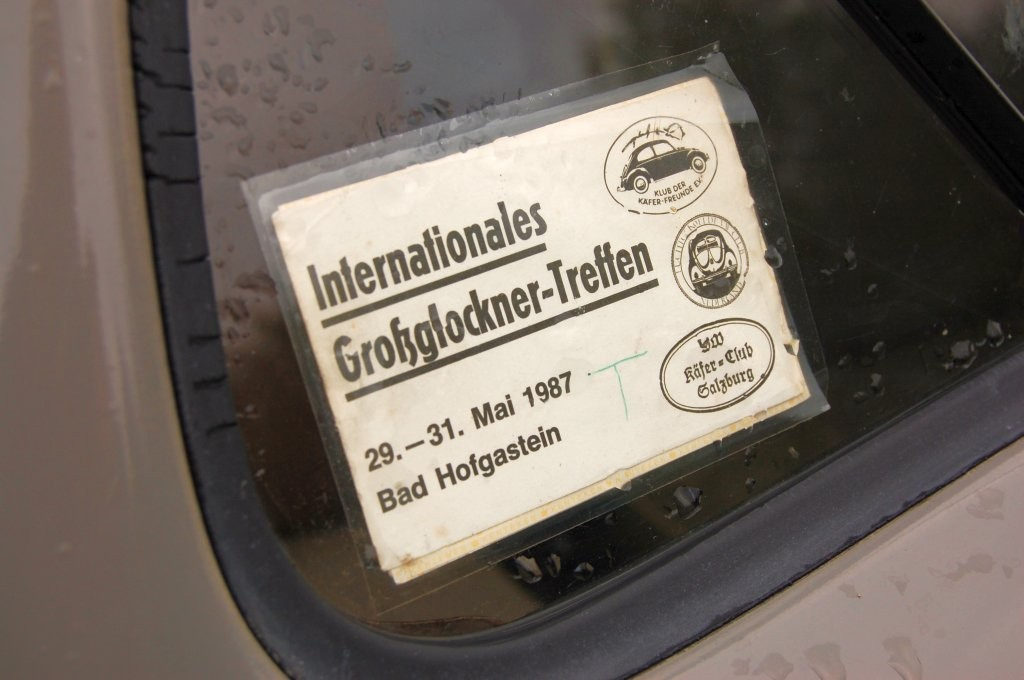 Internationales
Großglockner-Treffen
29.–31. Mai 1987
Bad Hofgastein
T
KLUB DER
KÄFER-FREUNDE E.V.
VW
Käfer-Club
Salzburg